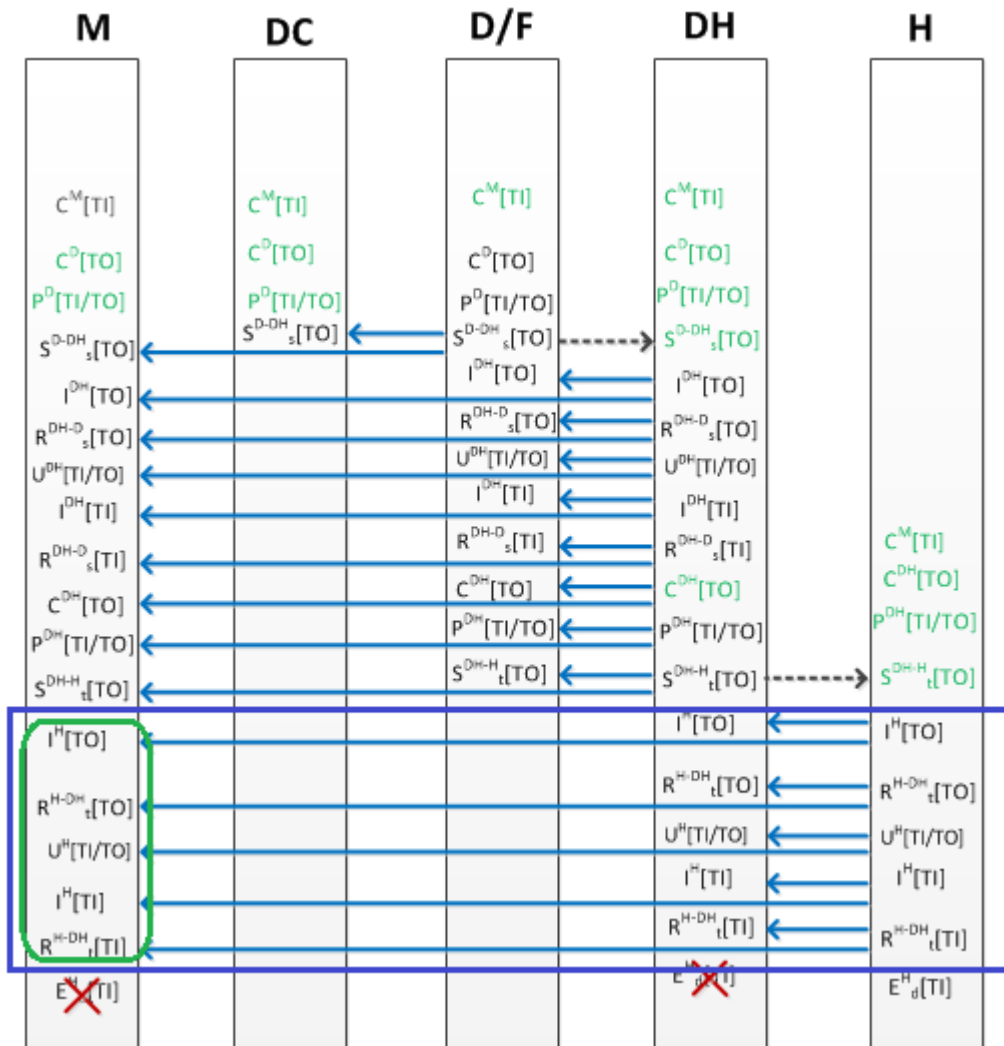 M DC D/F DH H
C^M[TI] C^M[TI] C^M[TI] C^M[TI]
C^D[TO] C^D[TO] C^D[TO] C^D[TO]
P^D[TI/TO] P^D[TI/TO] P^D[TI/TO] P^D[TI/TO]
S^D-DH_s[TO] S^D-DH_s[TO] S^D-DH_s[TO] S^D-DH_s[TO]
I^DH[TO] I^DH[TO] I^DH[TO]
R^DH-D_s[TO] R^DH-D_s[TO] R^DH-D_s[TO]
U^DH[TI/TO] U^DH[TI/TO] U^DH[TI/TO]
I^DH[TI] I^DH[TI] I^DH[TI]
R^DH-D_s[TI] R^DH-D_s[TI] R^DH-D_s[TI] C^M[TI]
C^DH[TO] C^DH[TO] C^DH[TO] C^DH[TO]
P^DH[TI/TO] P^DH[TI/TO] P^DH[TI/TO] P^DH[TI/TO]
S^DH-H_t[TO] S^DH-H_t[TO] S^DH-H_t[TO] S^DH-H_t[TO]
I^H[TO] I^H[TO] I^H[TO]
R^H-DH_t[TO] R^H-DH_t[TO] R^H-DH_t[TO]
U^H[TI/TO] U^H[TI/TO] U^H[TI/TO]
I^H[TI] I^H[TI] I^H[TI]
R^H-DH_t[TI] R^H-DH_t[TI] R^H-DH_t[TI]
E^H_d[TI] E^H_d[TI] E^H_d[TI]